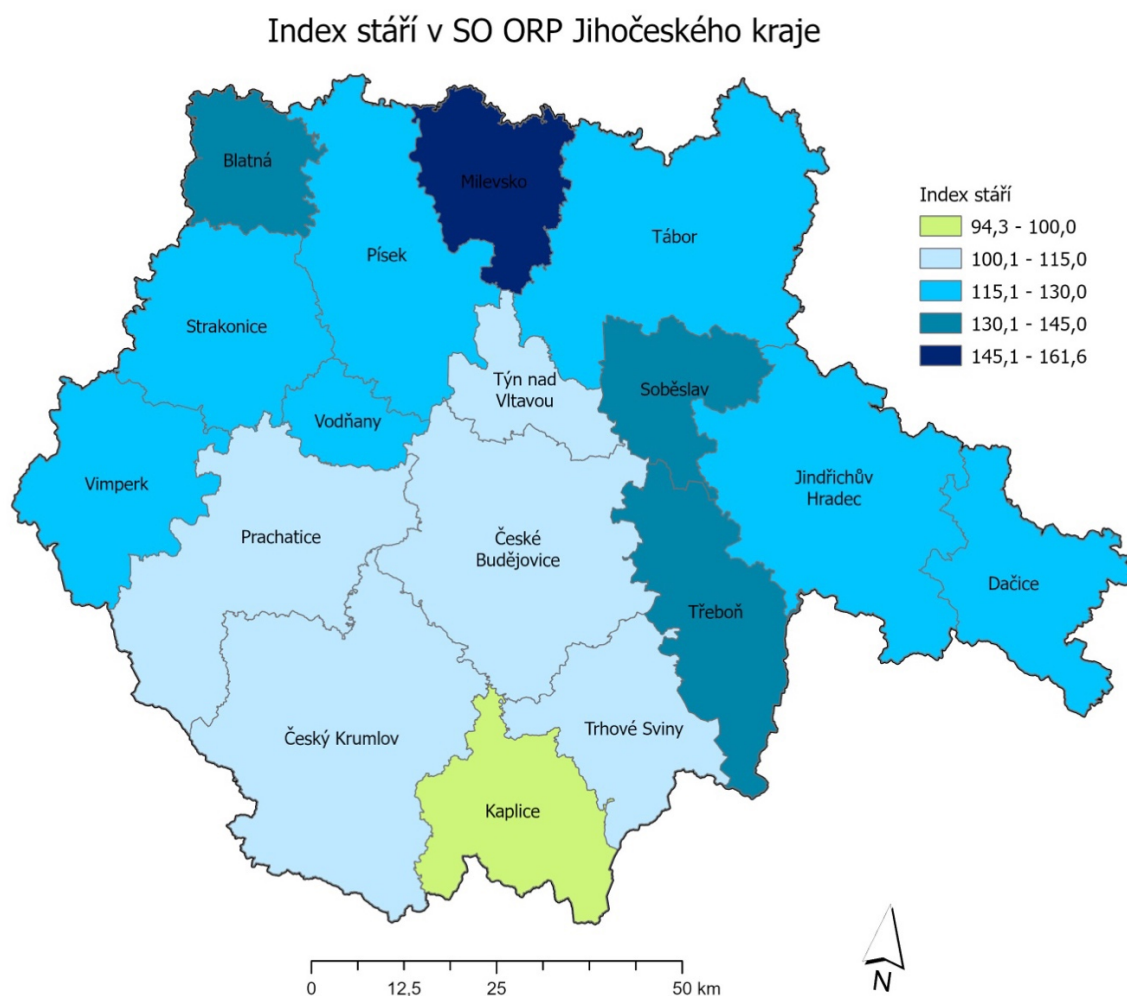 Index stáří v SO ORP Jihočeského kraje
Blatná
Milevsko
Písek
Tábor
Strakonice
Týn nad
Vltavou
Soběslav
Vodňany
Vimperk
Jindřichův
Hradec
Prachatice
České
Budějovice
Dačice
Třeboň
Český Krumlov
Trhové Sviny
Kaplice
Index stáří
94,3 - 100,0
100,1 - 115,0
115,1 - 130,0
130,1 - 145,0
145,1 - 161,6
0 12,5 25 50 km
N